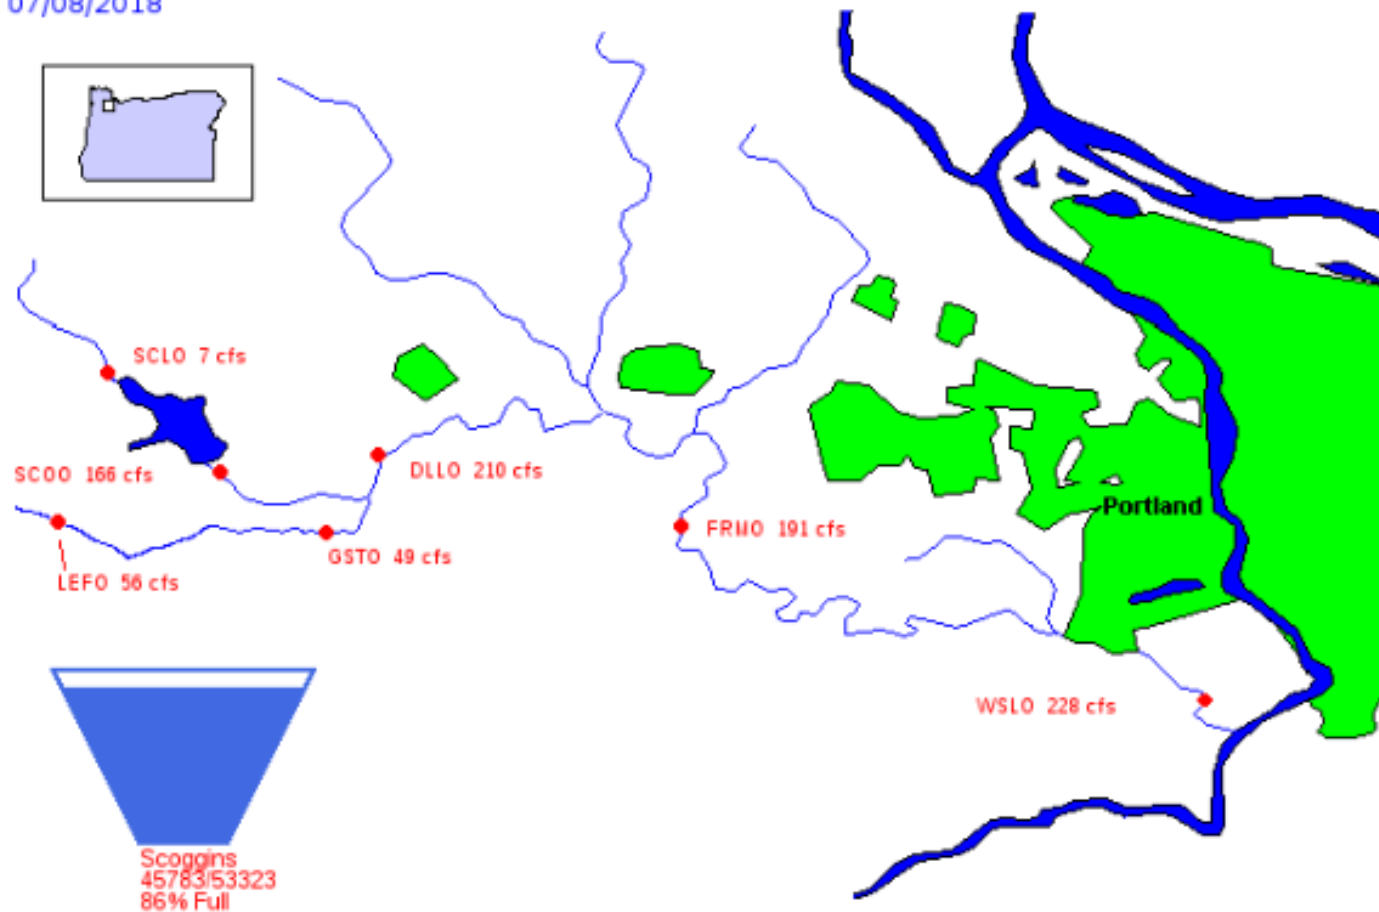 07/08/2018
SCLO 7 cfs
SCOO 166 cfs
DLLO 210 cfs
Portland
FRMO 191 cfs
GSTO 49 cfs
LEFO 56 cfs
WSLO 228 cfs
Scoggins
45783/53323
86% Full